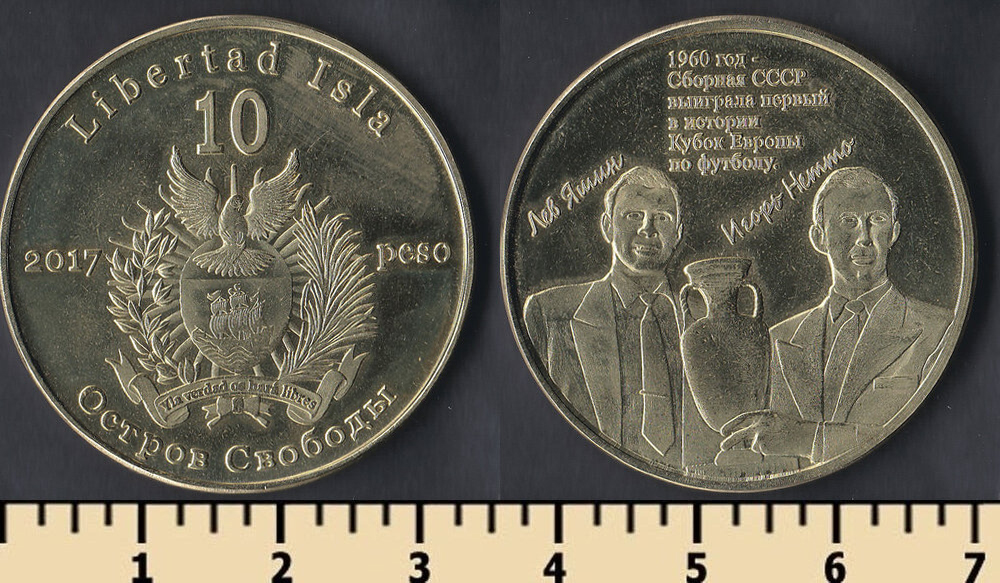 Libertad Isla
10
2017 peso
Y la verdad os hará libres
Остров Свободы
1960 год -
Сборная СССР
выиграла первый
в истории
Кубок Европы
по футболу.
Лев Яшин
Игорь Нетто
1 2 3 4 5 6 7